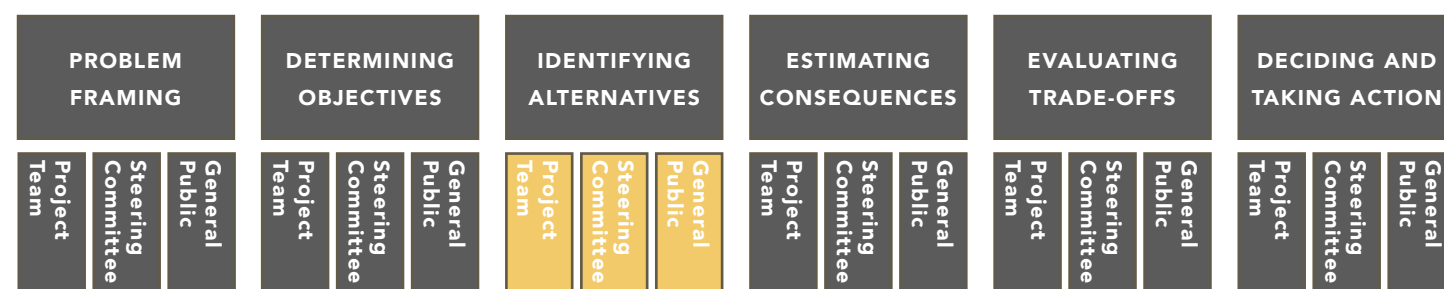 PROBLEM
FRAMING
DETERMINING
OBJECTIVES
IDENTIFYING
ALTERNATIVES
ESTIMATING
CONSEQUENCES
EVALUATING
TRADE-OFFS
DECIDING AND
TAKING ACTION
Project
Team
Steering
Committee
General
Public
Project
Team
Steering
Committee
General
Public
Project
Team
Steering
Committee
General
Public
Project
Team
Steering
Committee
General
Public
Project
Team
Steering
Committee
General
Public
Project
Team
Steering
Committee
General
Public